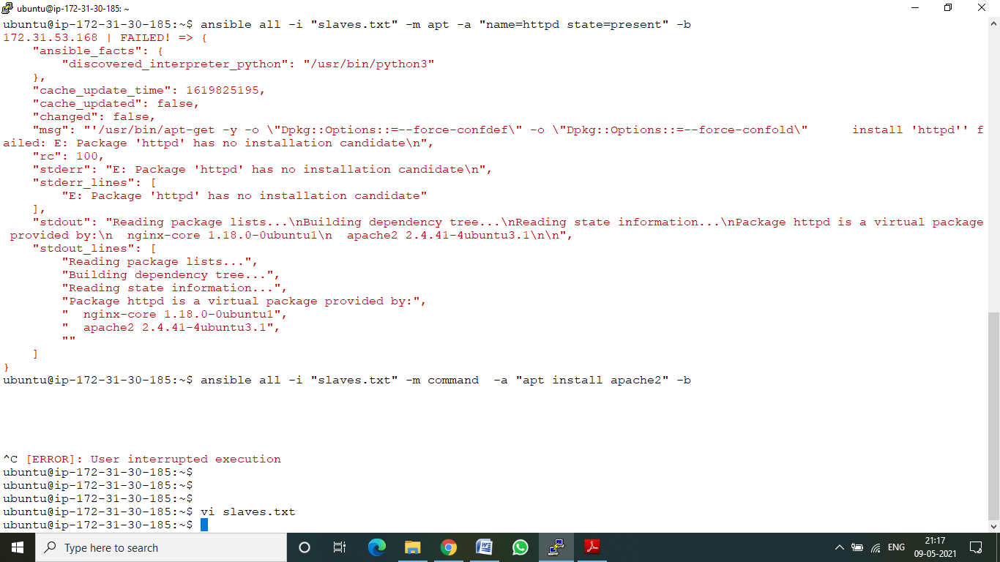 ubuntu@ip-172-31-30-185: ~
ubuntu@ip-172-31-30-185:~$ ansible all -i "slaves.txt" -m apt -a "name=httpd state=present" -b
172.31.53.168 | FAILED! => {
    "ansible_facts": {
        "discovered_interpreter_python": "/usr/bin/python3"
    },
    "cache_update_time": 1619825195,
    "cache_updated": false,
    "changed": false,
    "msg": "'/usr/bin/apt-get -y -o \"Dpkg::Options::=--force-confdef\" -o \"Dpkg::Options::=--force-confold\"      install 'httpd'' f
ailed: E: Package 'httpd' has no installation candidate\n",
    "rc": 100,
    "stderr": "E: Package 'httpd' has no installation candidate\n",
    "stderr_lines": [
        "E: Package 'httpd' has no installation candidate"
    ],
    "stdout": "Reading package lists...\nBuilding dependency tree...\nReading state information...\nPackage httpd is a virtual package
 provided by:\n  nginx-core 1.18.0-0ubuntu1\n  apache2 2.4.41-4ubuntu3.1\n\n",
    "stdout_lines": [
        "Reading package lists...",
        "Building dependency tree...",
        "Reading state information...",
        "Package httpd is a virtual package provided by:",
        "  nginx-core 1.18.0-0ubuntu1",
        "  apache2 2.4.41-4ubuntu3.1",
        ""
    ]
}
ubuntu@ip-172-31-30-185:~$ ansible all -i "slaves.txt" -m command  -a "apt install apache2" -b
^C [ERROR]: User interrupted execution
ubuntu@ip-172-31-30-185:~$
ubuntu@ip-172-31-30-185:~$
ubuntu@ip-172-31-30-185:~$
ubuntu@ip-172-31-30-185:~$ vi slaves.txt
ubuntu@ip-172-31-30-185:~$
Type here to search
ENG
21:17
09-05-2021